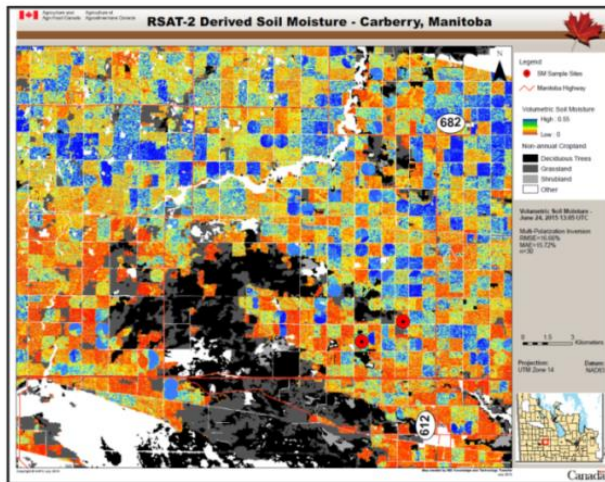 Agriculture and
Agri-Food Canada
Agriculture et
Agroalimentaire Canada
RSAT-2 Derived Soil Moisture - Carberry, Manitoba
N
682
612
Legend
SM Sample Sites
Manitoba Highway
Volumetric Soil Moisture
High : 0.55
Low : 0
Non-annual Cropland
Deciduous Trees
Grassland
Shrubland
Other
Volumetric Soil Moisture -
June 24, 2015 13:05 UTC
Multi-Polarization Inversion
n=30
0 1.5 3
Kilometers
Projection:
UTM Zone 14
Datum:
NAD83
Canada